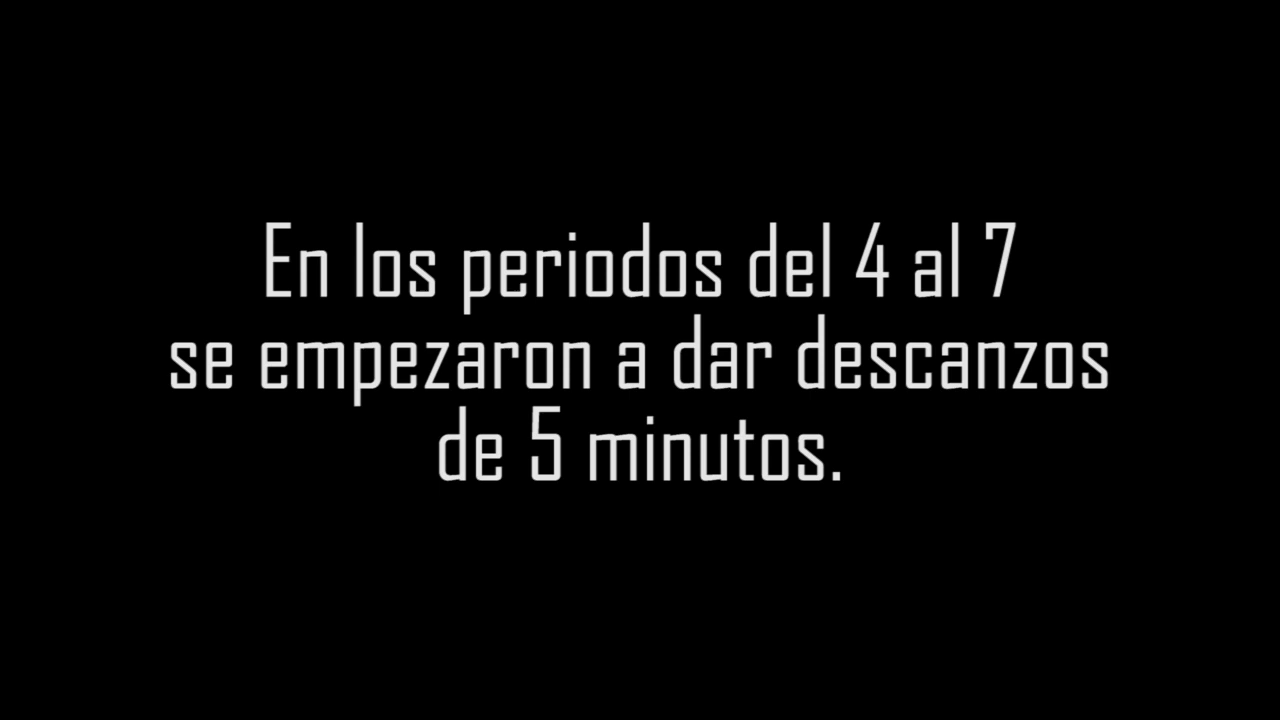 En los periodos del 4 al 7
se empezaron a dar descanzos
de 5 minutos.